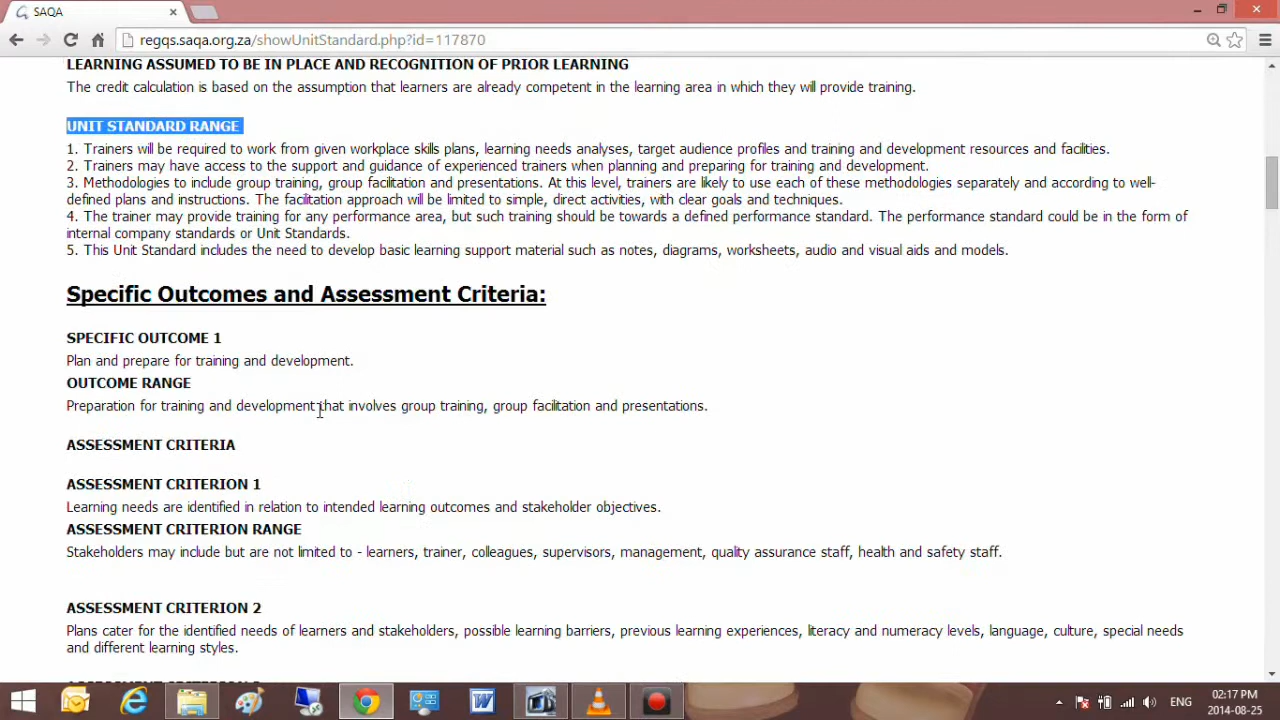 SAQA
regqs.saqa.org.za/showUnitStandard.php?id=117870
LEARNING ASSUMED TO BE IN PLACE AND RECOGNITION OF PRIOR LEARNING
The credit calculation is based on the assumption that learners are already competent in the learning area in which they will provide training.
UNIT STANDARD RANGE
1. Trainers will be required to work from given workplace skills plans, learning needs analyses, target audience profiles and training and development resources and facilities.
2. Trainers may have access to the support and guidance of experienced trainers when planning and preparing for training and development.
3. Methodologies to include group training, group facilitation and presentations. At this level, trainers are likely to use each of these methodologies separately and according to well-
defined plans and instructions. The facilitation approach will be limited to simple, direct activities, with clear goals and techniques.
4. The trainer may provide training for any performance area, but such training should be towards a defined performance standard. The performance standard could be in the form of
internal company standards or Unit Standards.
5. This Unit Standard includes the need to develop basic learning support material such as notes, diagrams, worksheets, audio and visual aids and models.
Specific Outcomes and Assessment Criteria:
SPECIFIC OUTCOME 1
Plan and prepare for training and development.
OUTCOME RANGE
Preparation for training and development that involves group training, group facilitation and presentations.
ASSESSMENT CRITERIA
ASSESSMENT CRITERION 1
Learning needs are identified in relation to intended learning outcomes and stakeholder objectives.
ASSESSMENT CRITERION RANGE
Stakeholders may include but are not limited to - learners, trainer, colleagues, supervisors, management, quality assurance staff, health and safety staff.
ASSESSMENT CRITERION 2
Plans cater for the identified needs of learners and stakeholders, possible learning barriers, previous learning experiences, literacy and numeracy levels, language, culture, special needs
and different learning styles.
ENG
02:17 PM
2014-08-25